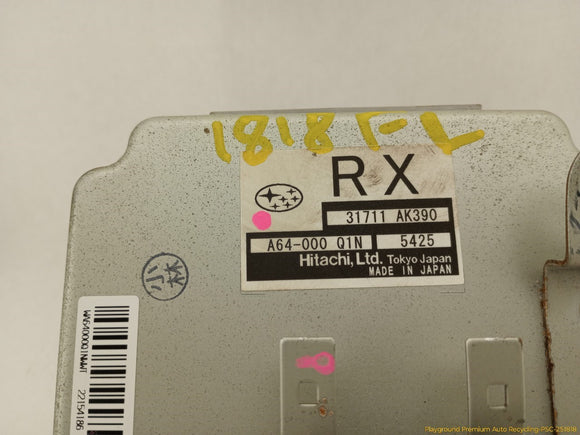 1818 F-L
RX
31711 AK390
A64-000 Q1N 5425
Hitachi, Ltd. Tokyo Japan
MADE IN JAPAN
小林
22154186
Playground Premium Auto Recycling-PSC-251818